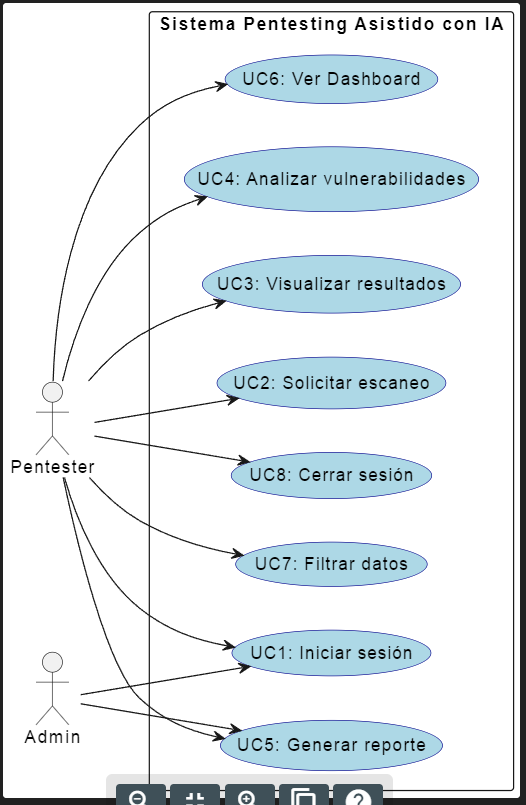 Sistema Pentesting Asistido con IA
UC6: Ver Dashboard
UC4: Analizar vulnerabilidades
UC3: Visualizar resultados
UC2: Solicitar escaneo
Pentester
UC8: Cerrar sesión
UC7: Filtrar datos
UC1: Iniciar sesión
Admin
UC5: Generar reporte